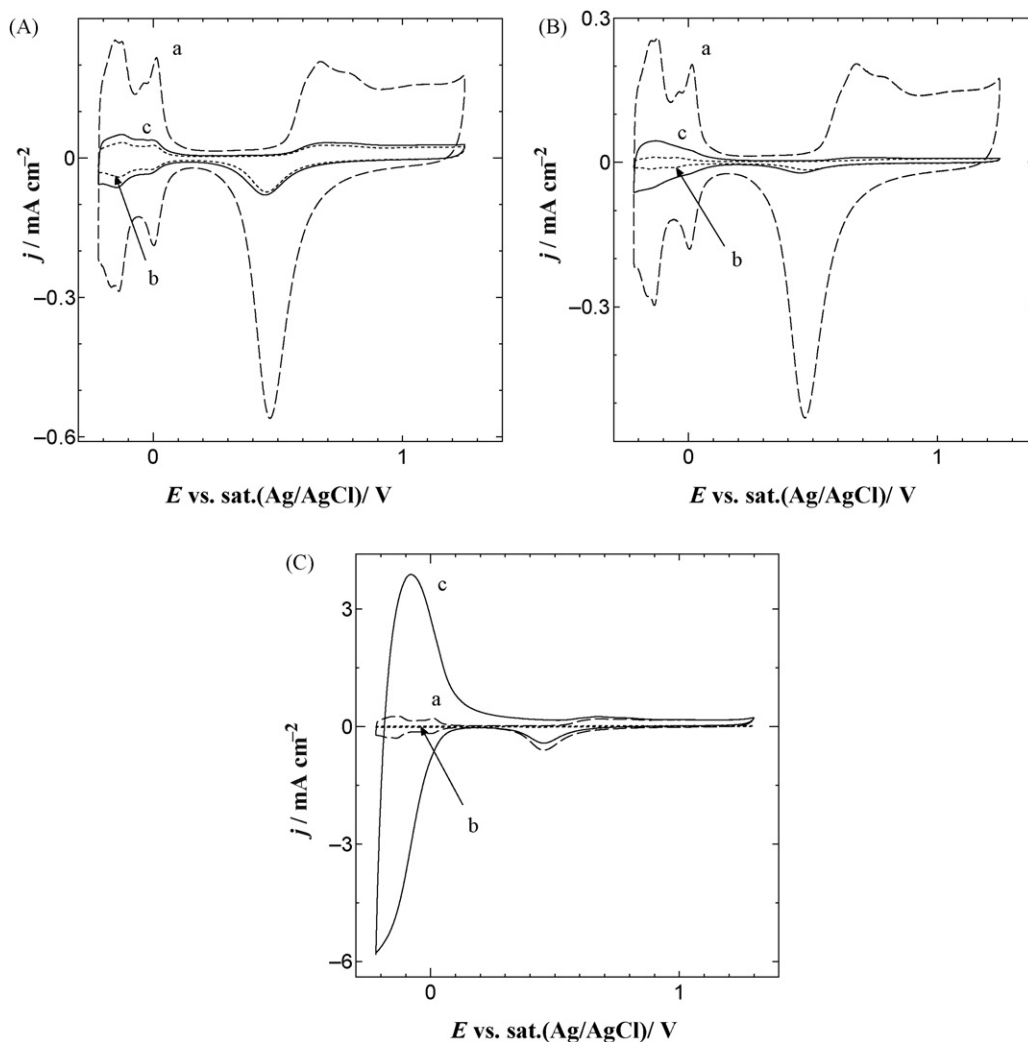 (A)
a
c
0
−0.3
b
−0.6
0
1
j / mA cm−2
E vs. sat.(Ag/AgCl)/ V
(B)
0.3
a
c
0
b
−0.3
0
1
j / mA cm−2
E vs. sat.(Ag/AgCl)/ V
(C)
c
3
a
0
b
−3
−6
0
1
j / mA cm−2
E vs. sat.(Ag/AgCl)/ V